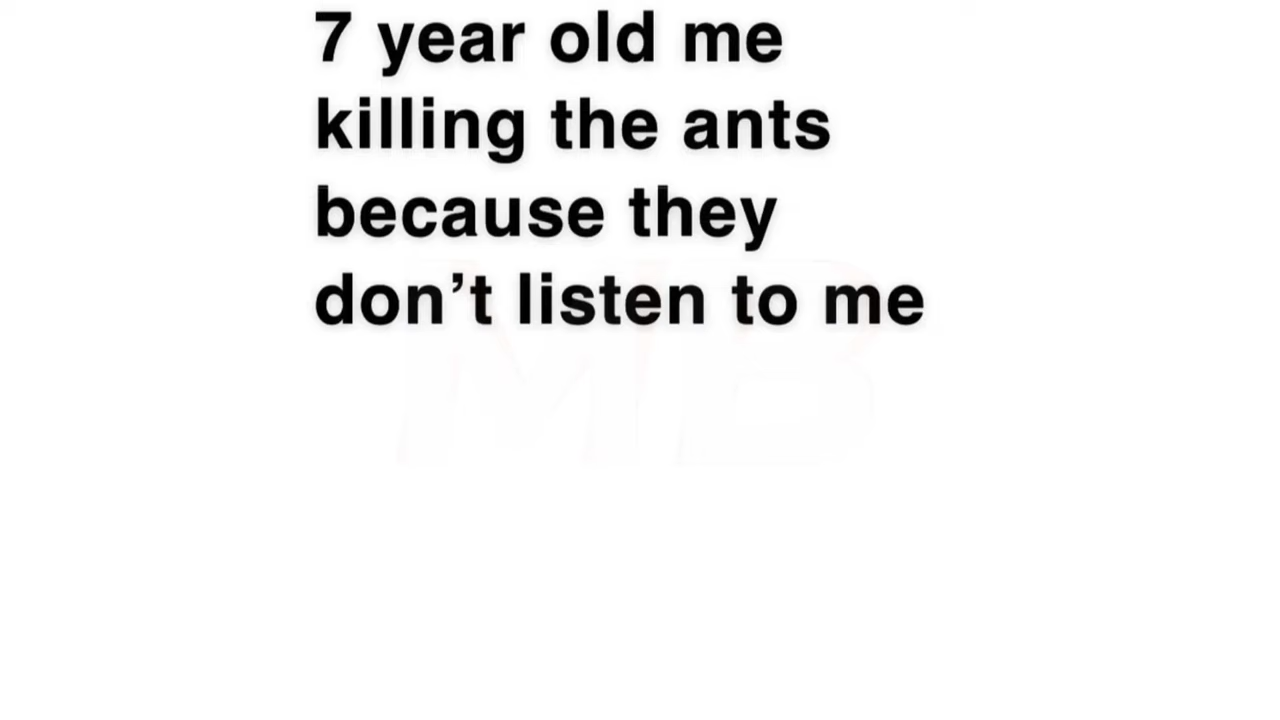 7 year old me
killing the ants
because they
don’t listen to me